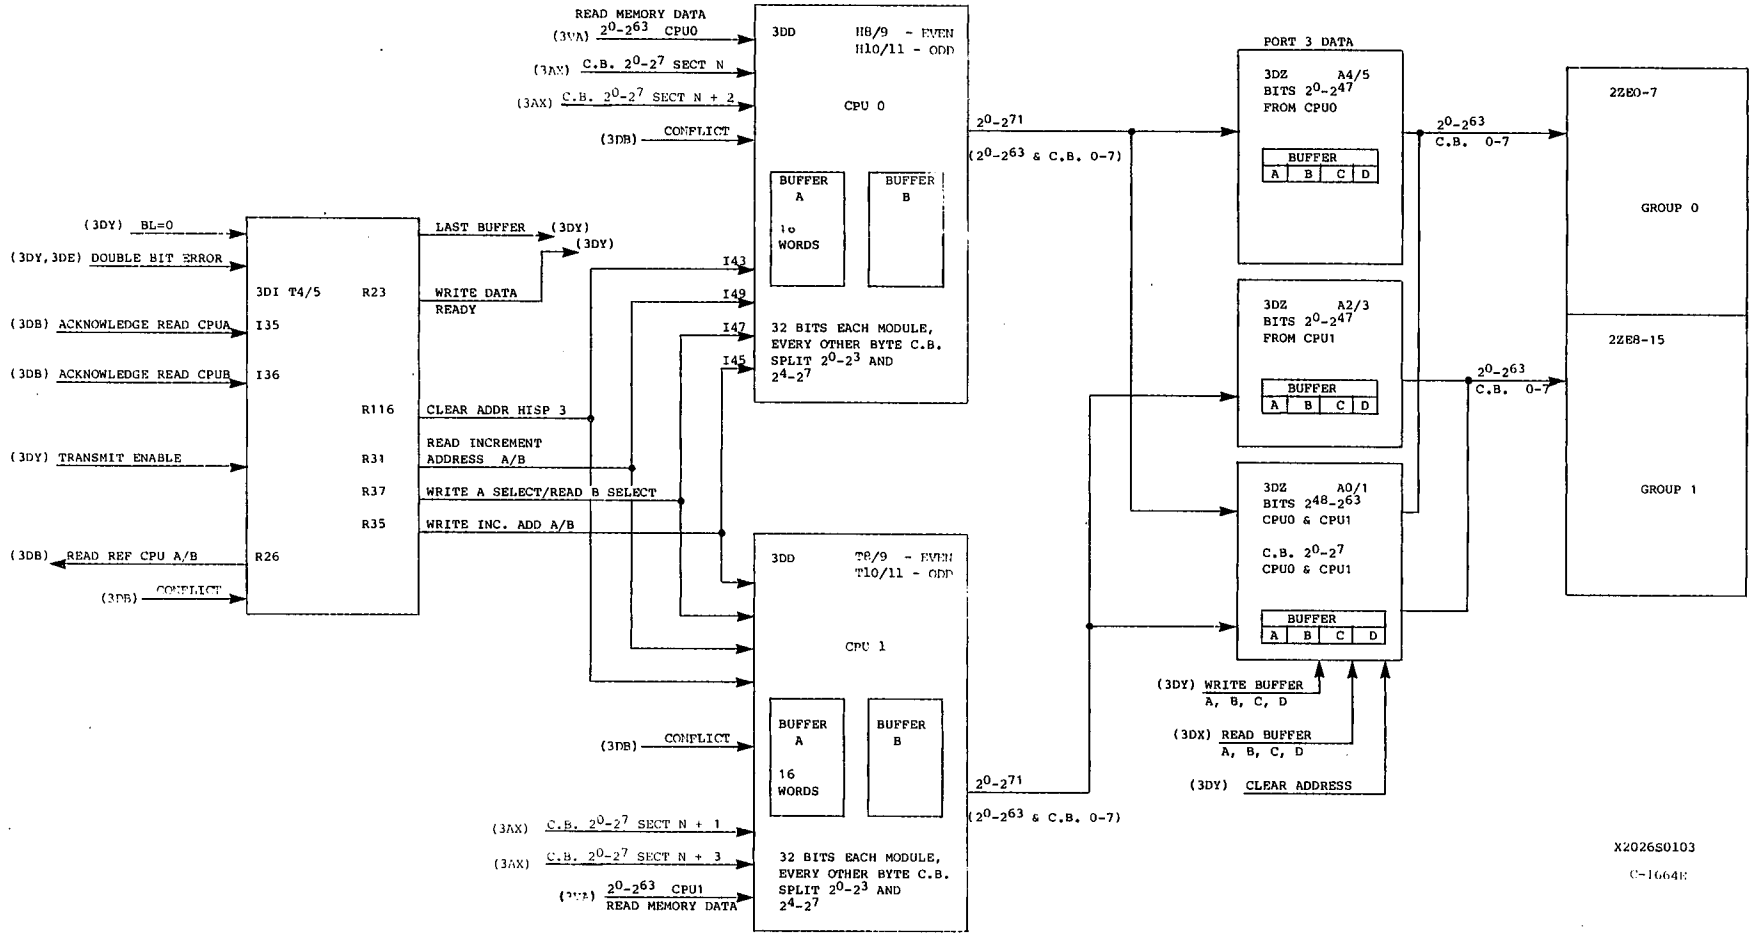 READ MEMORY DATA
(3VA) 2⁰-2⁶³ CPU0
(3AX) C.B. 2⁰-2⁷ SECT N
(3AX) C.B. 2⁰-2⁷ SECT N + 2
(3DB) CONFLICT
3DD H8/9 - EVEN
H10/11 - ODD
CPU 0
BUFFER
A
16
WORDS
BUFFER
B
I43
I49
I47
I45
32 BITS EACH MODULE,
EVERY OTHER BYTE C.B.
SPLIT 2⁰-2³ AND
2⁴-2⁷
2⁰-2⁷¹
(2⁰-2⁶³ & C.B. 0-7)
(3DY) BL=0
(3DY,3DE) DOUBLE BIT ERROR
(3DB) ACKNOWLEDGE READ CPUA
(3DB) ACKNOWLEDGE READ CPUB
(3DY) TRANSMIT ENABLE
(3DB) READ REF CPU A/B
(3DB) CONFLICT
3DI T4/5
I35
I36
R26
R23
R116
R31
R37
R35
LAST BUFFER (3DY)
(3DY)
WRITE DATA
READY
CLEAR ADDR HISP 3
READ INCREMENT
ADDRESS A/B
WRITE A SELECT/READ B SELECT
WRITE INC. ADD A/B
3DD T8/9 - EVEN
T10/11 - ODD
CPU 1
BUFFER
A
16
WORDS
BUFFER
B
32 BITS EACH MODULE,
EVERY OTHER BYTE C.B.
SPLIT 2⁰-2³ AND
2⁴-2⁷
(3DB) CONFLICT
(3AX) C.B. 2⁰-2⁷ SECT N + 1
(3AX) C.B. 2⁰-2⁷ SECT N + 3
2⁰-2⁶³ CPU1
READ MEMORY DATA
2⁰-2⁷¹
(2⁰-2⁶³ & C.B. 0-7)
PORT 3 DATA
3DZ A4/5
BITS 2⁰-2⁴⁷
FROM CPU0
BUFFER
A B C D
3DZ A2/3
BITS 2⁰-2⁴⁷
FROM CPU1
BUFFER
A B C D
3DZ A0/1
BITS 2⁴⁸-2⁶³
CPU0 & CPU1
C.B. 2⁰-2⁷
CPU0 & CPU1
BUFFER
A B C D
(3DY) WRITE BUFFER
A, B, C, D
(3DX) READ BUFFER
A, B, C, D
(3DY) CLEAR ADDRESS
2⁰-2⁶³
C.B. 0-7
2⁰-2⁶³
C.B. 0-7
2ZE0-7
GROUP 0
2ZE8-15
GROUP 1
X2026S0103
C-1664E